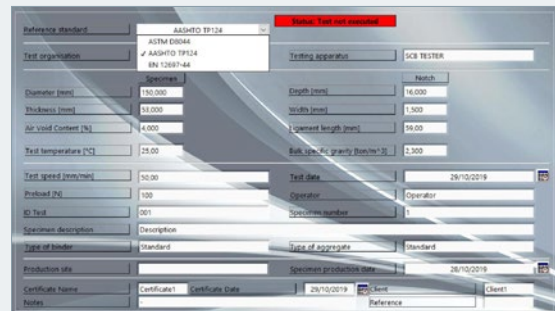 Reference standard AASHTO TP124 Status: Test not executed
ASTM D8044
✓ AASHTO TP124
EN 12697-44
Test organisation Testing apparatus SCB TESTER
Specimen Notch
Diameter [mm] 150,000 Depth [mm] 16,000
Thickness [mm] 53,000 Width [mm] 1,500
Air Void Content [%] 4,000 Ligament length [mm] 59,00
Test temperature [°C] 25,00 Bulk specific gravity [ton/m^3] 2,300
Test speed [mm/min] 50,00 Test date 29/10/2019
Preload [N] 100 Operator Operator
ID Test 001 Specimen number 1
Specimen description Description
Type of binder Standard Type of aggregate Standard
Production site Specimen production date 28/10/2019
Certificate Name Certificate1 Certificate Date 29/10/2019 Client Client1
Notes - Reference